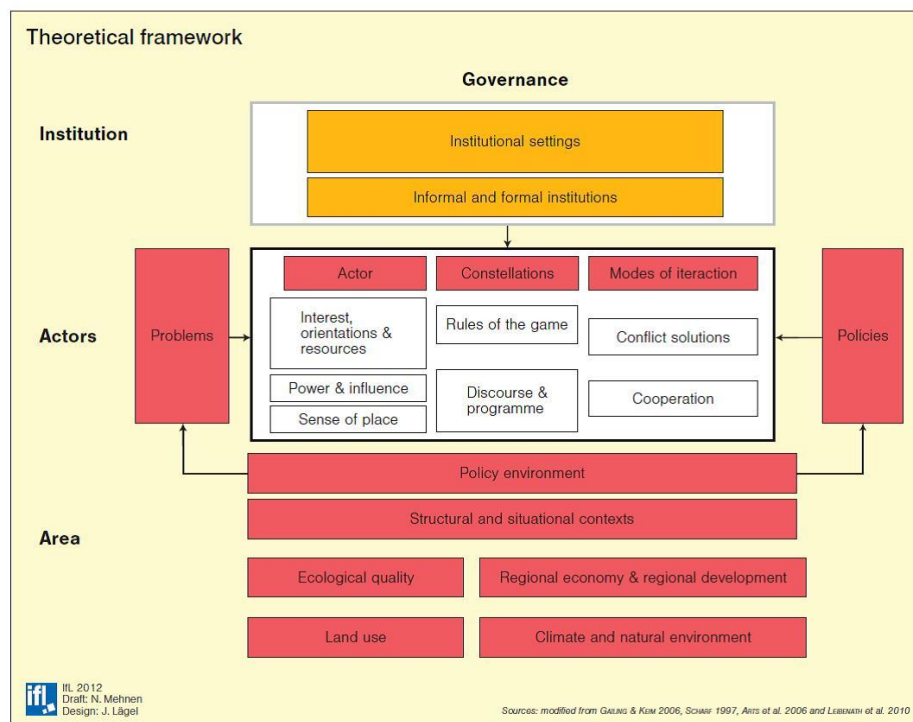 Theoretical framework
Governance
Institution
Institutional settings
Informal and formal institutions
Actors
Problems
Actor
Constellations
Modes of iteraction
Interest,
orientations &
resources
Rules of the game
Conflict solutions
Power & influence
Discourse &
programme
Cooperation
Sense of place
Policies
Policy environment
Structural and situational contexts
Area
Ecological quality
Regional economy & regional development
Land use
Climate and natural environment
ifl
IfL 2012
Draft: N. Mehnen
Design: J. Lägel
Sources: modified from GAILING & KEIM 2006, SCHARF 1997, ARTS et al. 2006 and LEIBENATH et al. 2010